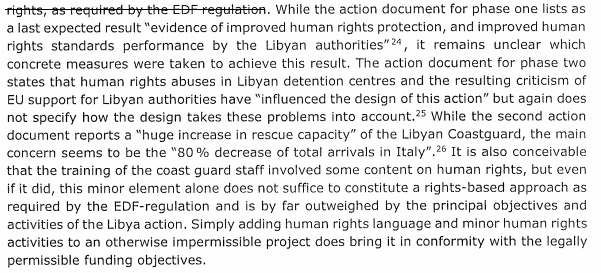 rights, as required by the EDF regulation. While the action document for phase one lists as
a last expected result “evidence of improved human rights protection, and improved human
rights standards performance by the Libyan authorities”24, it remains unclear which
concrete measures were taken to achieve this result. The action document for phase two
states that human rights abuses in Libyan detention centres and the resulting criticism of
EU support for Libyan authorities have “influenced the design of this action” but again does
not specify how the design takes these problems into account.25 While the second action
document reports a “huge increase in rescue capacity” of the Libyan Coastguard, the main
concern seems to be the “80 % decrease of total arrivals in Italy”.26 It is also conceivable
that the training of the coast guard staff involved some content on human rights, but even
if it did, this minor element alone does not suffice to constitute a rights-based approach as
required by the EDF-regulation and is by far outweighed by the principal objectives and
activities of the Libya action. Simply adding human rights language and minor human rights
activities to an otherwise impermissible project does bring it in conformity with the legally
permissible funding objectives.